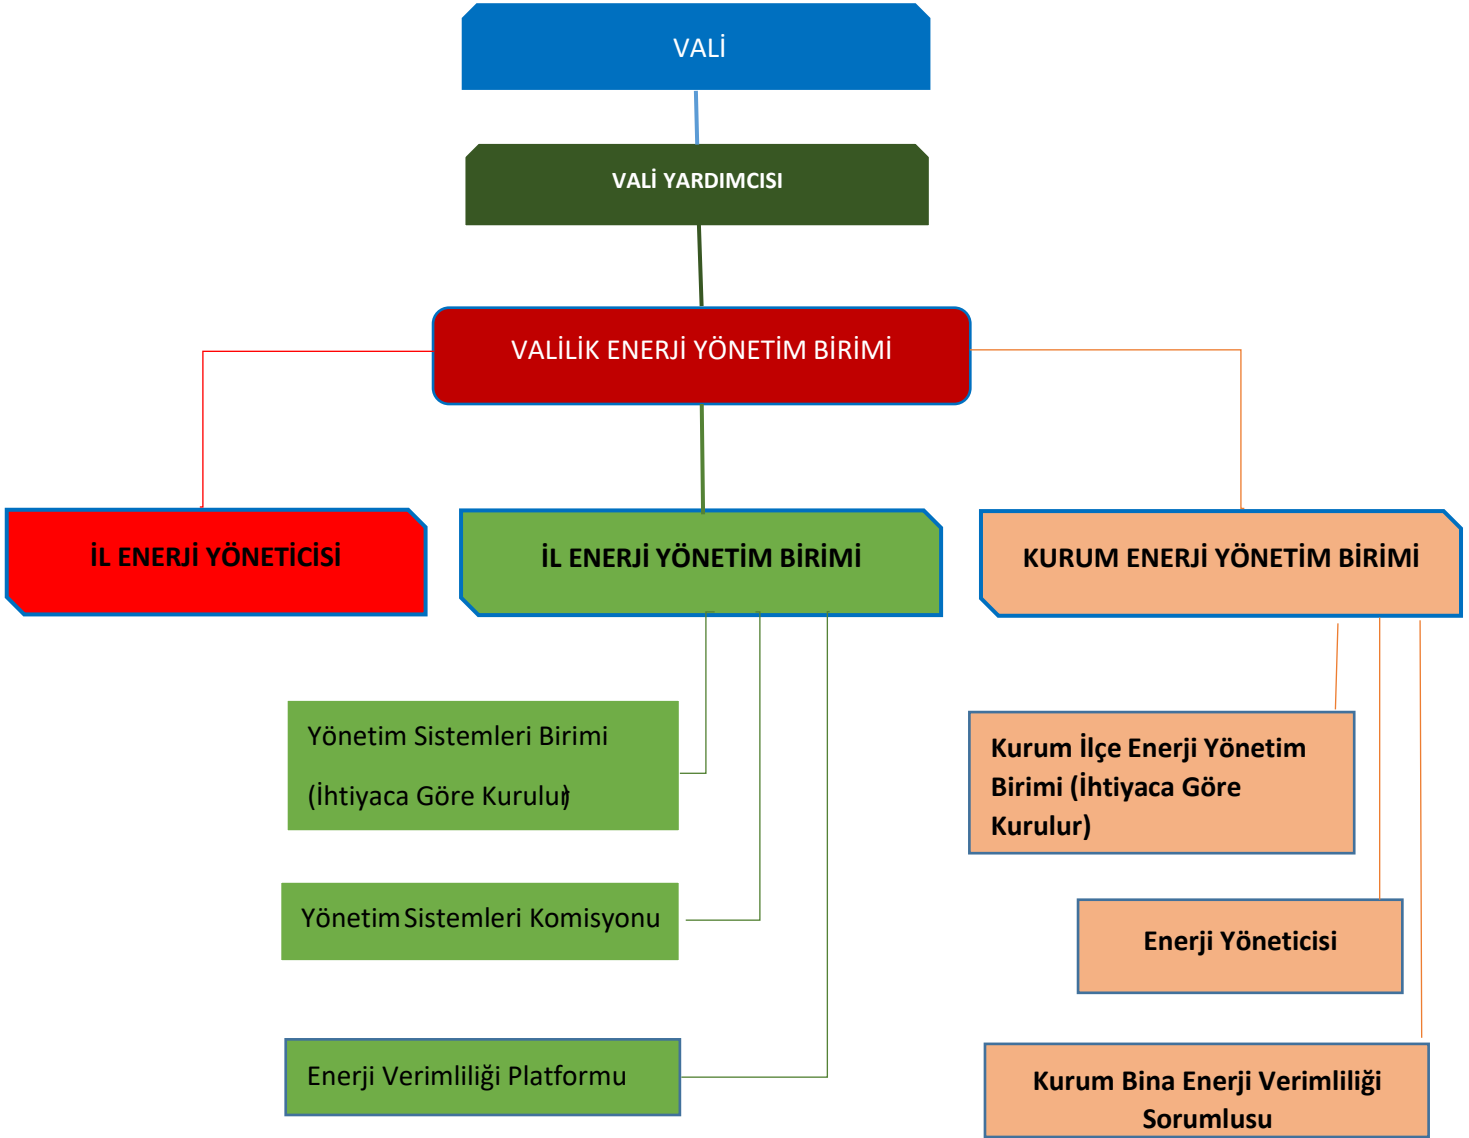 VALİ
VALİ YARDIMCISI
VALİLİK ENERJİ YÖNETİM BİRİMİ
İL ENERJİ YÖNETİCİSİ
İL ENERJİ YÖNETİM BİRİMİ
KURUM ENERJİ YÖNETİM BİRİMİ
Yönetim Sistemleri Birimi
(İhtiyaca Göre Kurulur)
Yönetim Sistemleri Komisyonu
Enerji Verimliliği Platformu
Kurum İlçe Enerji Yönetim
Birimi (İhtiyaca Göre
Kurulur)
Enerji Yöneticisi
Kurum Bina Enerji Verimliliği
Sorumlusu